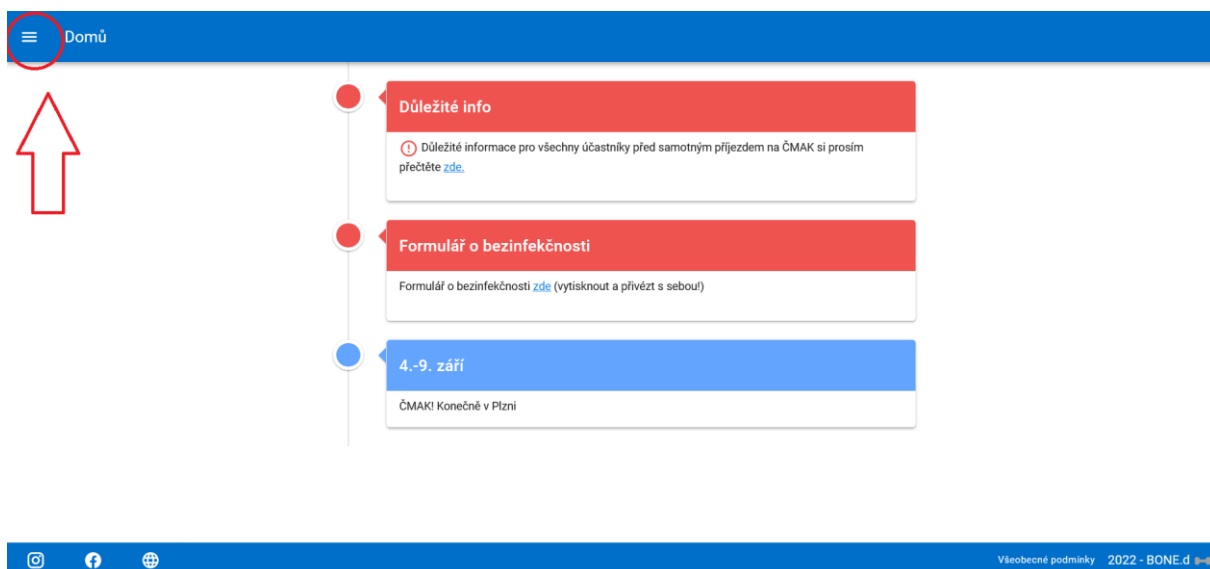 Domů
Důležité info
Důležité informace pro všechny účastníky před samotným příjezdem na ČMAK si prosím
přečtěte zde.
Formulář o bezinfekčnosti
Formulář o bezinfekčnosti zde (vytisknout a přivézt s sebou!)
4.-9. září
ČMAK! Konečně v Plzni
Všeobecné podmínky 2022 - BONE.d